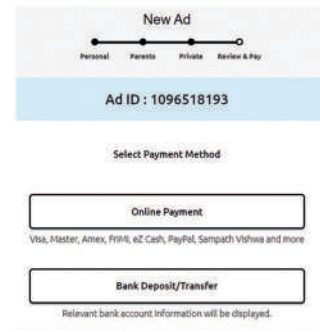 New Ad
Personal Parents Private Review & Pay
Ad ID : 1096518193
Select Payment Method
Online Payment
Visa, Master, Amex, FriMi, eZ Cash, PayPal, Sampath Vishwa and more
Bank Deposit/Transfer
Relevant bank account information will be displayed.